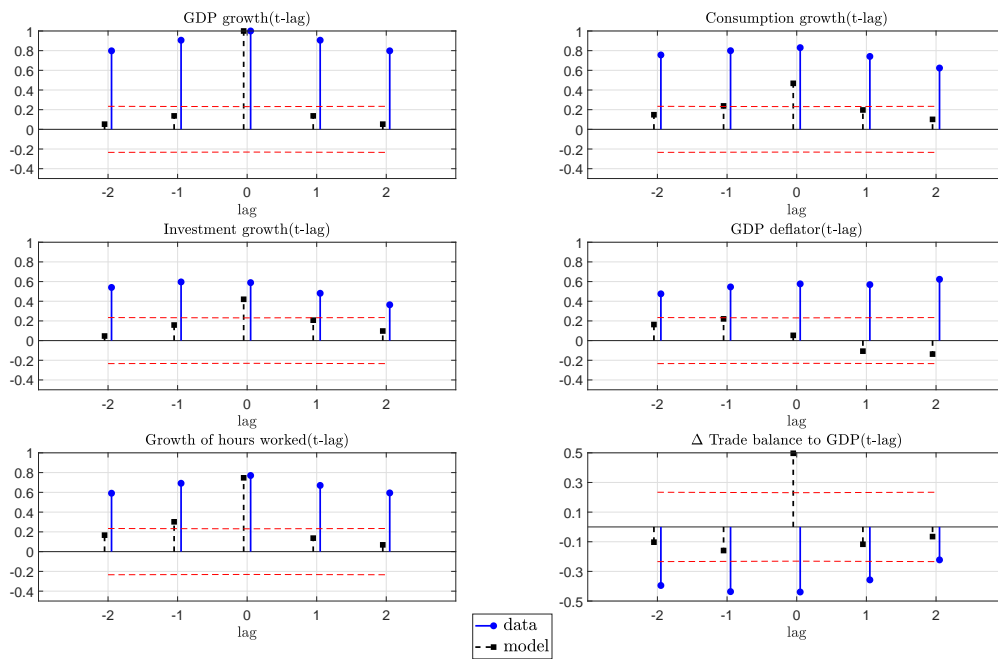 GDP growth(t-lag)
1
0.8
0.6
0.4
0.2
0
-0.2
-0.4
-2 -1 0 1 2
lag
Consumption growth(t-lag)
1
0.8
0.6
0.4
0.2
0
-0.2
-0.4
-2 -1 0 1 2
lag
Investment growth(t-lag)
1
0.8
0.6
0.4
0.2
0
-0.2
-0.4
-2 -1 0 1 2
lag
GDP deflator(t-lag)
1
0.8
0.6
0.4
0.2
0
-0.2
-0.4
-2 -1 0 1 2
lag
Growth of hours worked(t-lag)
1
0.8
0.6
0.4
0.2
0
-0.2
-0.4
-2 -1 0 1 2
lag
Δ Trade balance to GDP(t-lag)
0.5
0.3
0.1
-0.1
-0.3
-0.5
-2 -1 0 1 2
lag
data
model